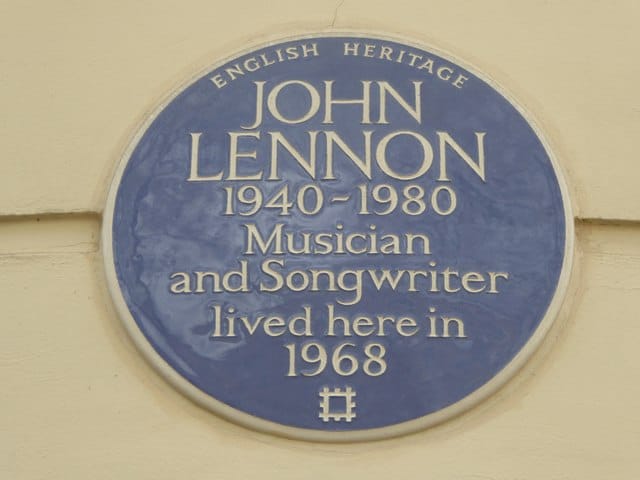 ENGLISH HERITAGE
JOHN
LENNON
1940-1980
Musician
and Songwriter
lived here in
1968